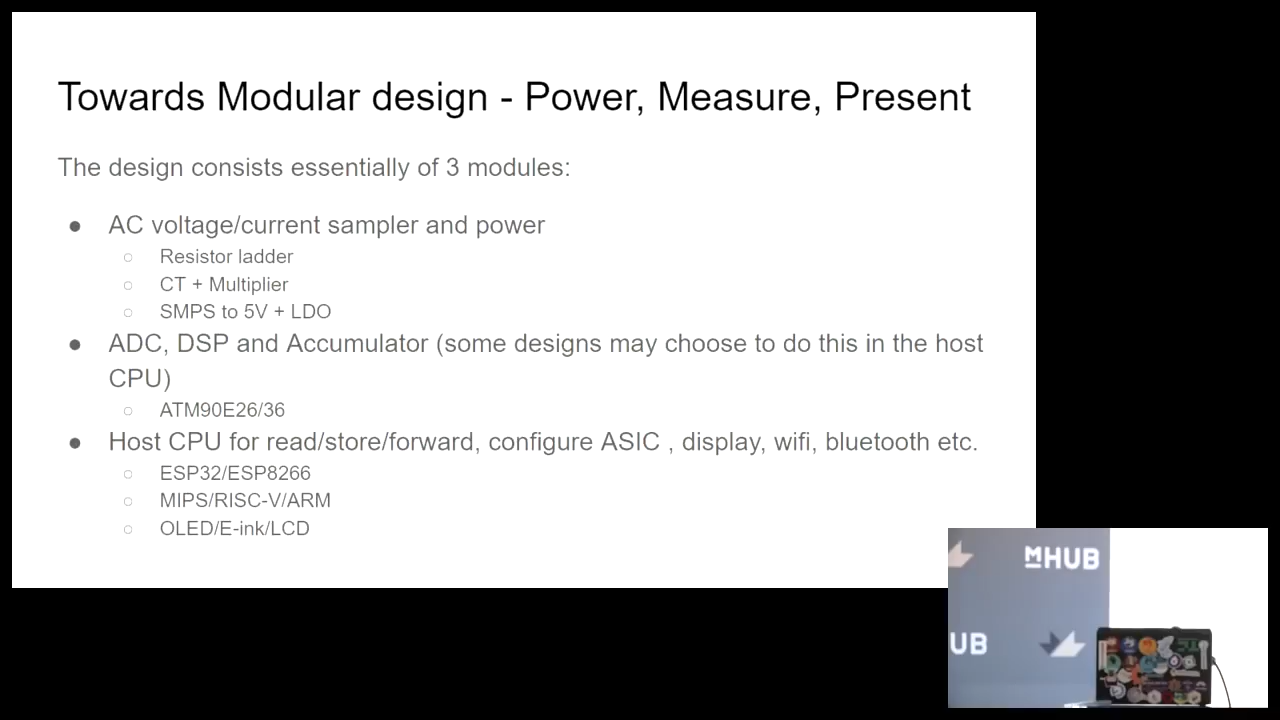 Towards Modular design - Power, Measure, Present
The design consists essentially of 3 modules:
● AC voltage/current sampler and power
○ Resistor ladder
○ CT + Multiplier
○ SMPS to 5V + LDO
● ADC, DSP and Accumulator (some designs may choose to do this in the host
CPU)
○ ATM90E26/36
● Host CPU for read/store/forward, configure ASIC , display, wifi, bluetooth etc.
○ ESP32/ESP8266
○ MIPS/RISC-V/ARM
○ OLED/E-ink/LCD
MHUB
UB